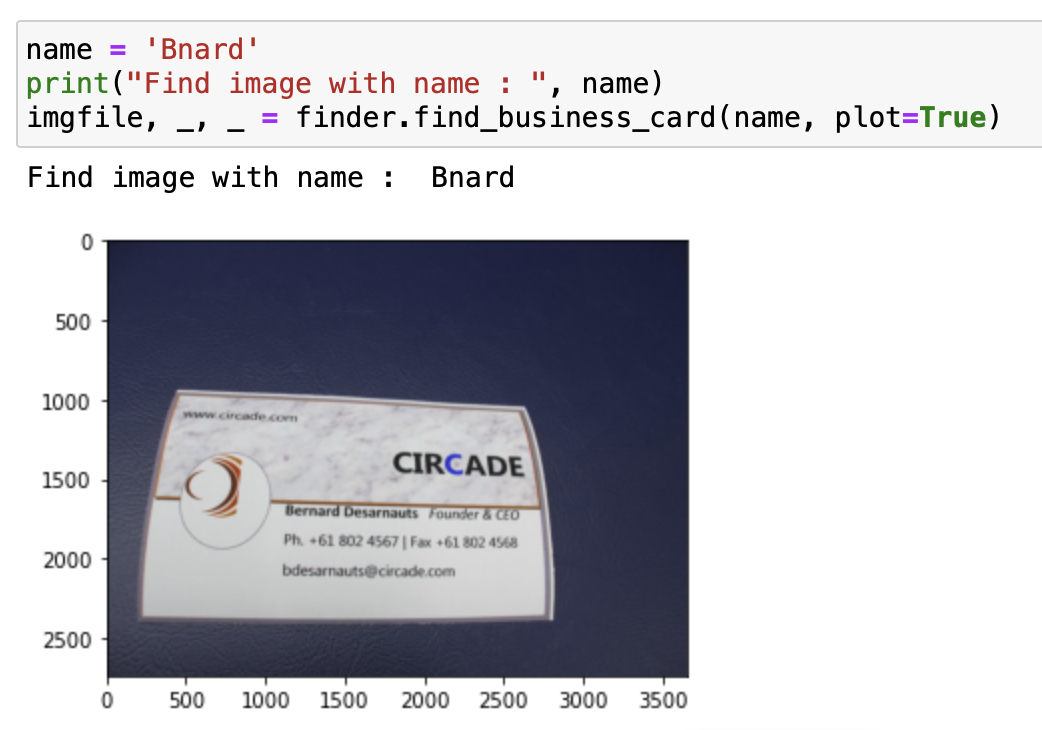 name = 'Bnard'
print("Find image with name : ", name)
imgfile, _, _ = finder.find_business_card(name, plot=True)
Find image with name :  Bnard
0
500
1000
1500
2000
2500
www.circade.com
CIRCADE
Bernard Desarnauts Founder & CEO
Ph. +61 802 4567 | Fax +61 802 4568
bdesarnauts@circade.com
0 500 1000 1500 2000 2500 3000 3500